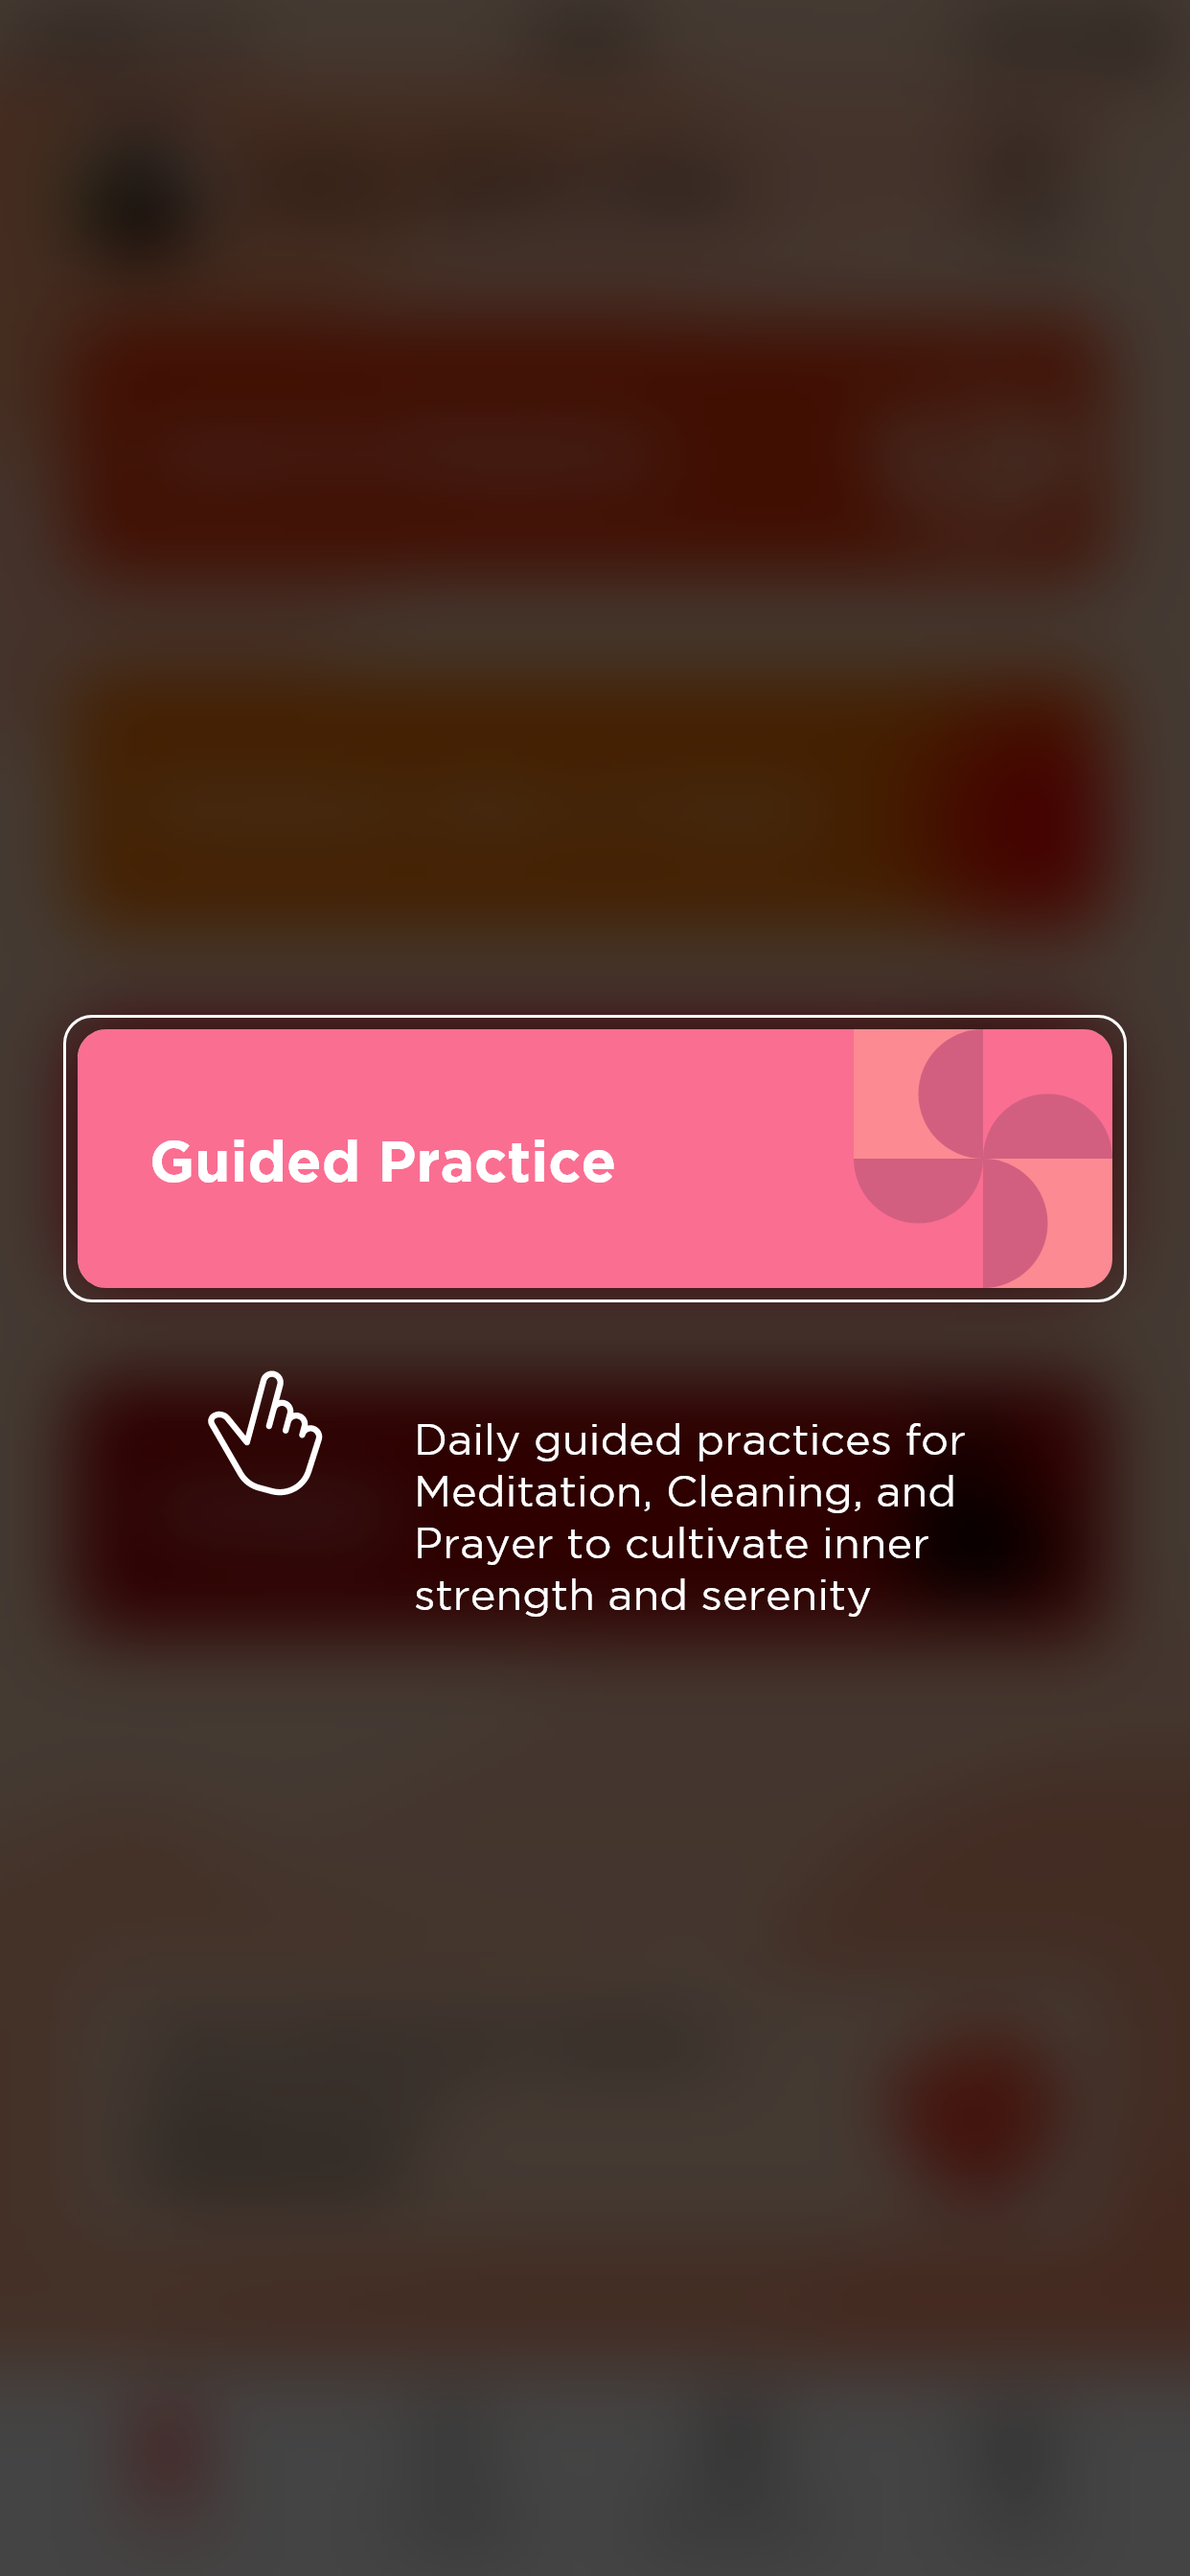 Guided Practice
Daily guided practices for
Meditation, Cleaning, and
Prayer to cultivate inner
strength and serenity